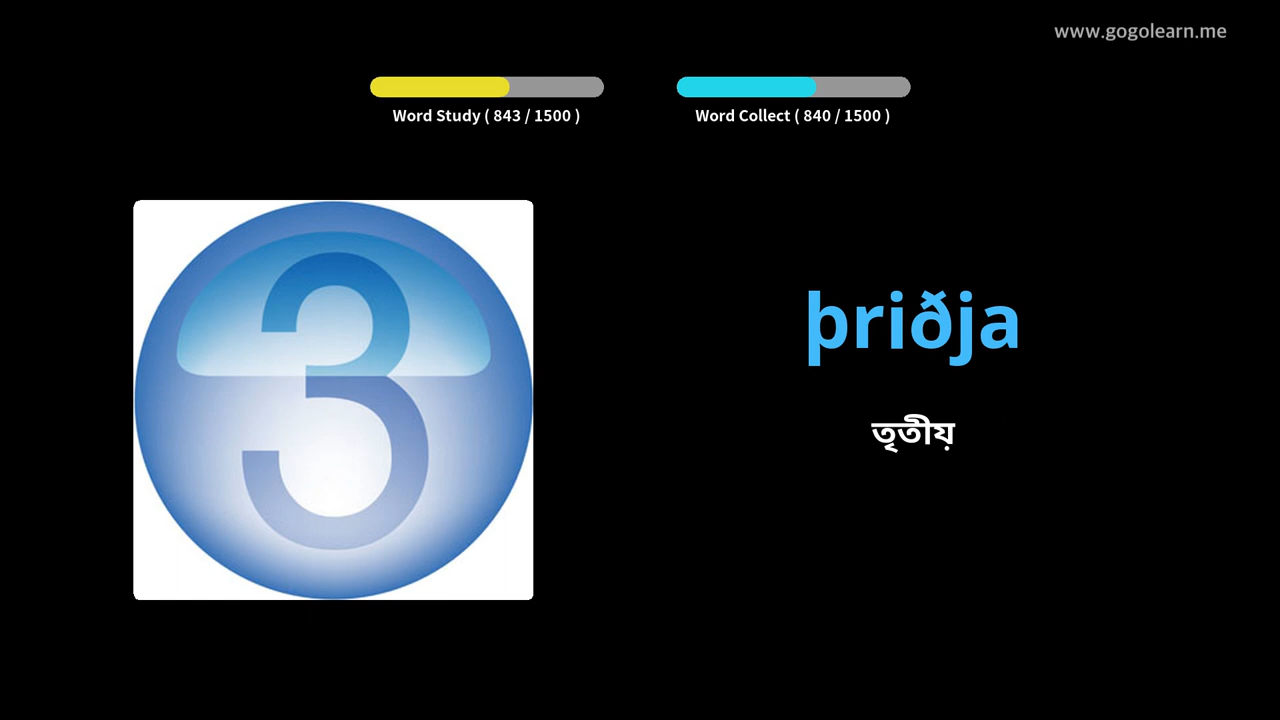 www.gogolearn.me
Word Study ( 843 / 1500 )
Word Collect ( 840 / 1500 )
3
þriðja
তৃতীয়